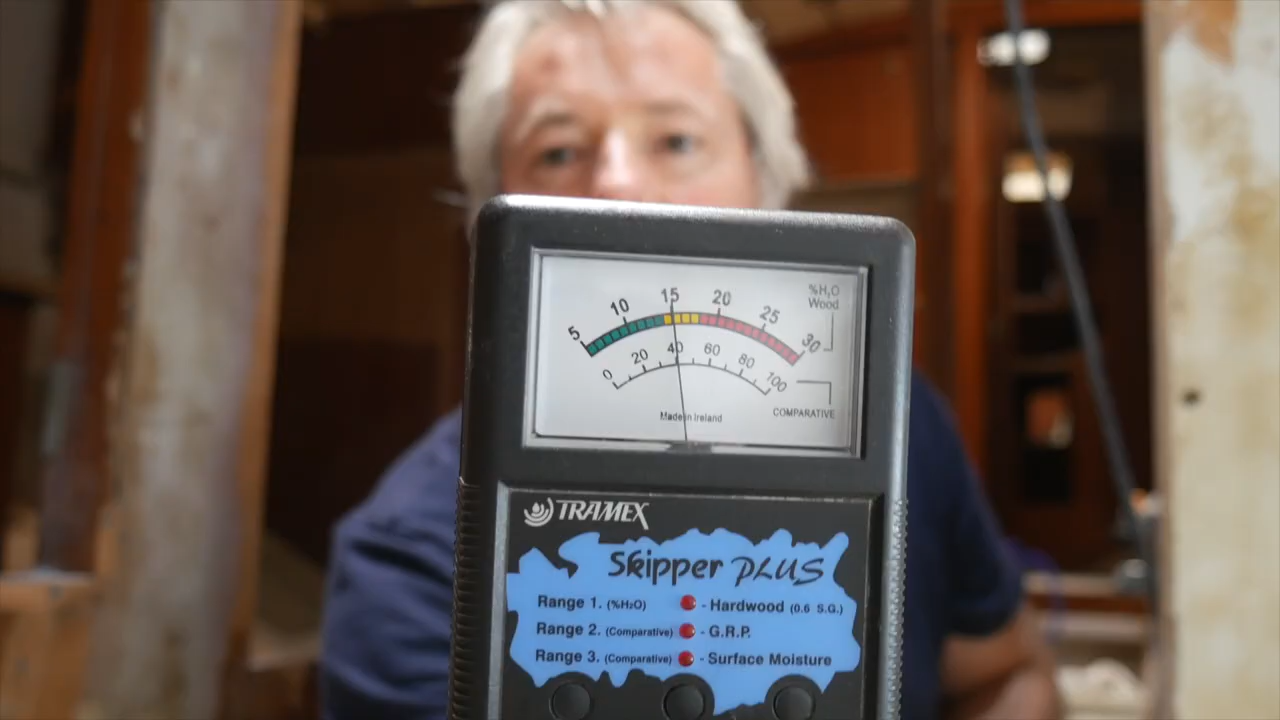 %H₂O
Wood
5 10 15 20 25 30
0 20 40 60 80 100
COMPARATIVE
Made in Ireland
TRAMEX
Skipper PLUS
Range 1. (%H₂O) - Hardwood (0.6 S.G.)
Range 2. (Comparative) - G.R.P.
Range 3. (Comparative) - Surface Moisture